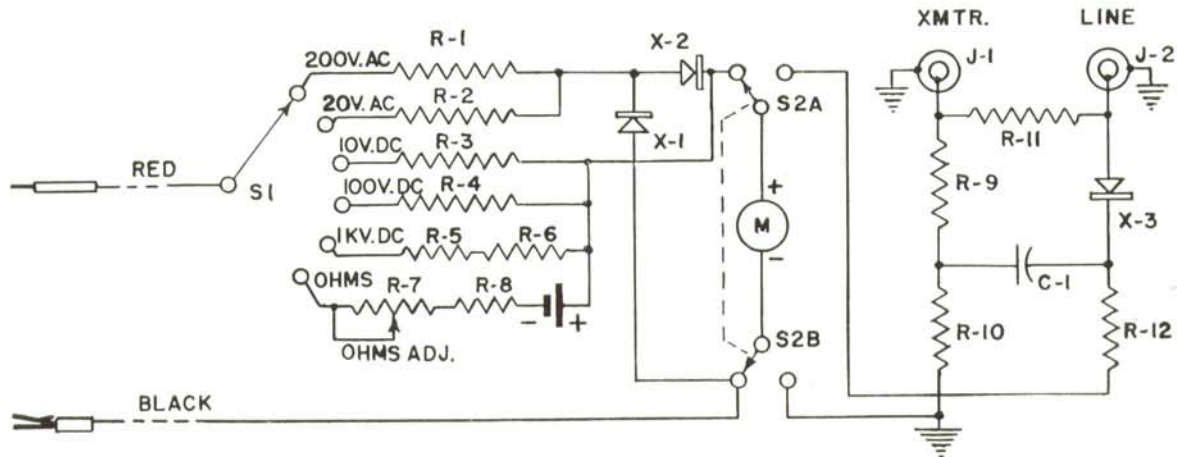 XMTR. LINE
R-1 X-2 J-1 J-2
200V. AC
R-2
20V. AC S2A
R-11
R-3 X-1
10V. DC
RED R-4 R-9
100V. DC
S1 X-3
R-5 R-6 + M -
1KV. DC
OHMS C-1
R-7 R-8
- +
S2B R-10 R-12
OHMS ADJ.
BLACK